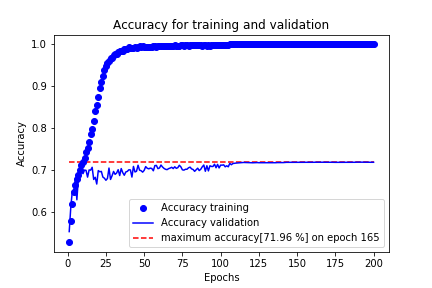 Accuracy for training and validation
1.0
0.9
0.8
0.7
0.6
Accuracy
Accuracy training
Accuracy validation
maximum accuracy[71.96 %] on epoch 165
0 25 50 75 100 125 150 175 200
Epochs